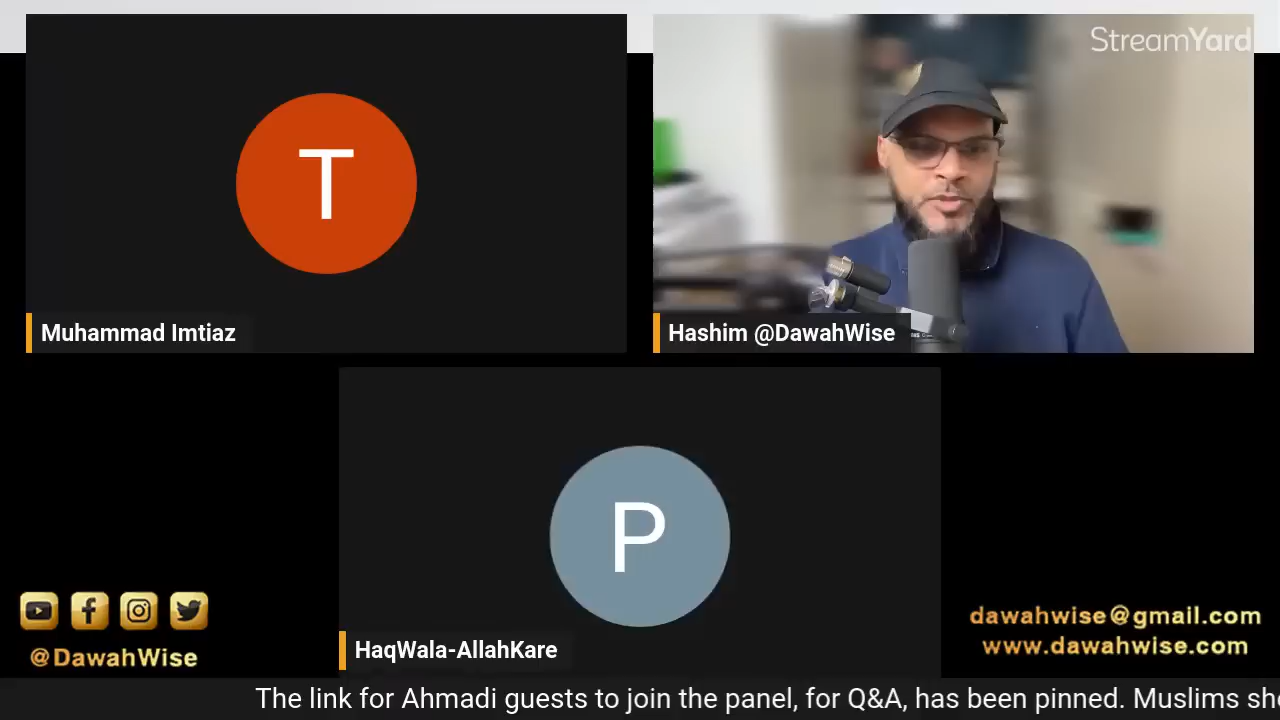 StreamYard
T
Muhammad Imtiaz
Hashim @DawahWise
P
HaqWala-AllahKare
@DawahWise
dawahwise@gmail.com
www.dawahwise.com
The link for Ahmadi guests to join the panel, for Q&A, has been pinned. Muslims sh